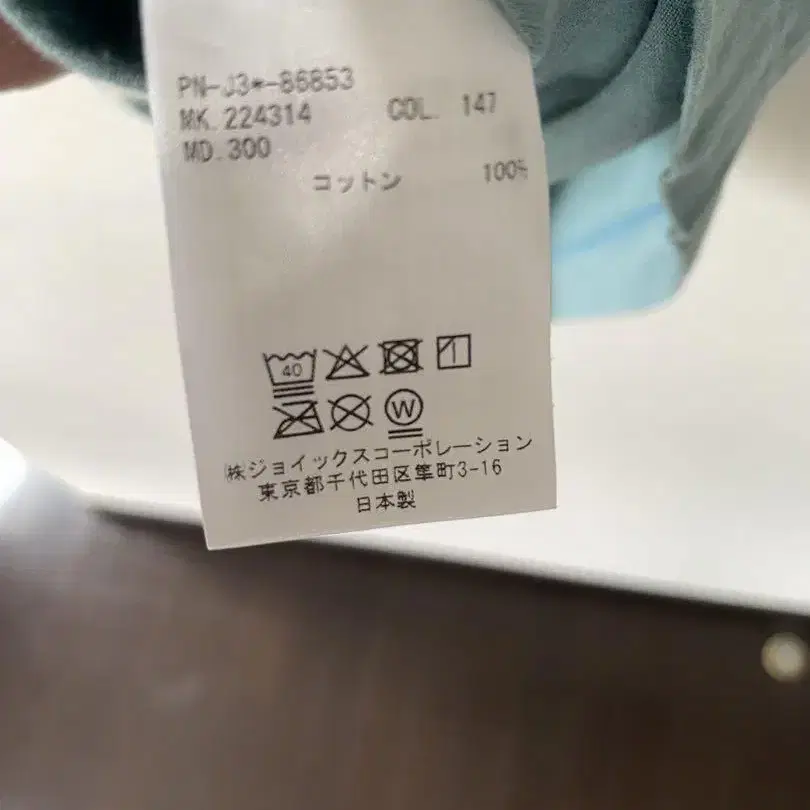 PN-J3*-86853
MK.224314 COL. 147
MD.300
コットン 100%
40
W
㈱ジョイックスコーポレーション
東京都千代田区隼町3-16
日本製